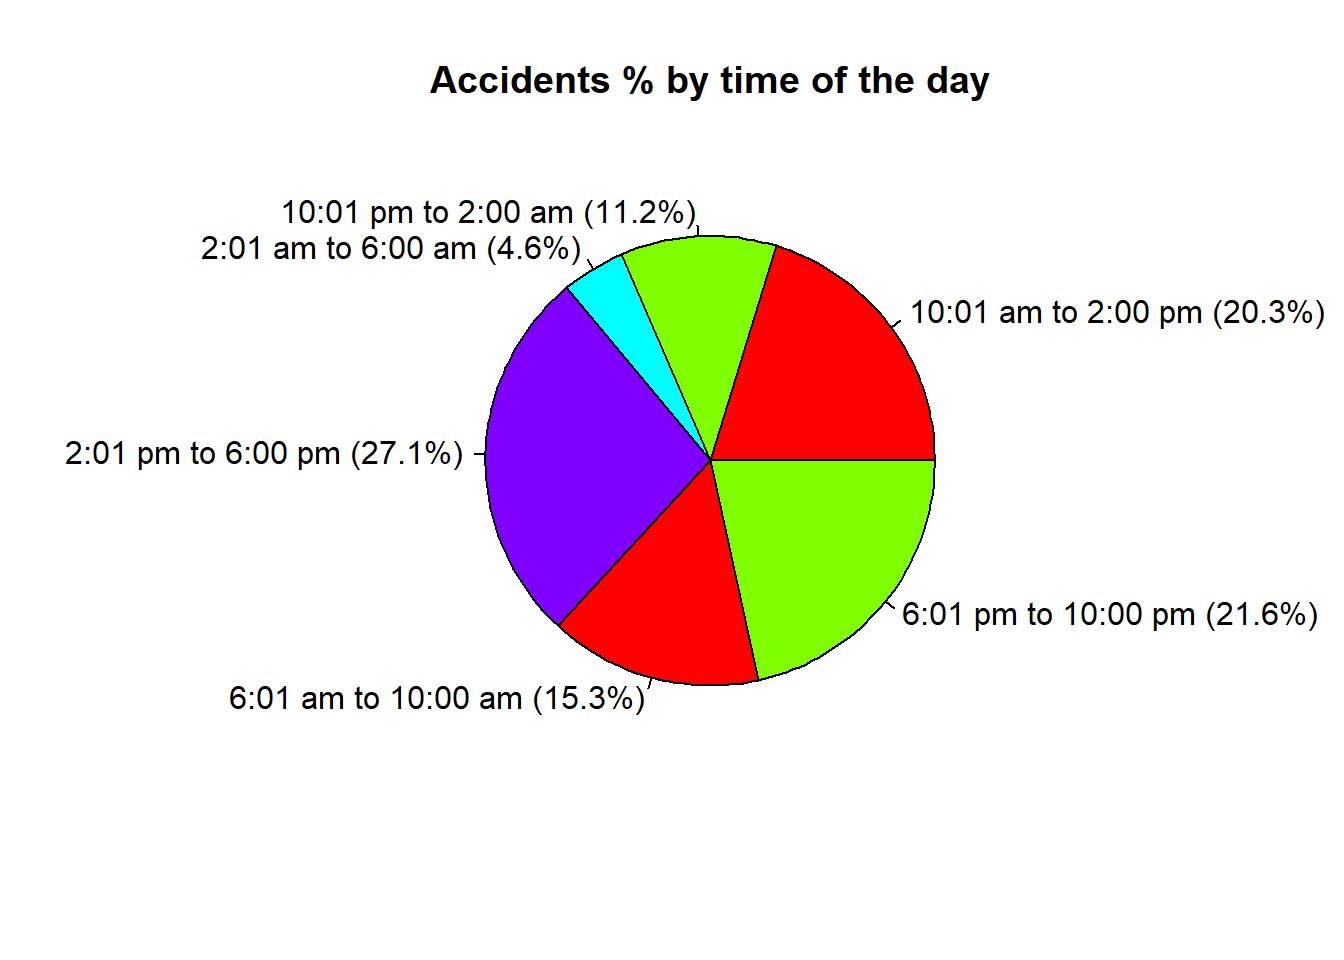 Accidents % by time of the day
10:01 pm to 2:00 am (11.2%)
2:01 am to 6:00 am (4.6%)
10:01 am to 2:00 pm (20.3%)
2:01 pm to 6:00 pm (27.1%)
6:01 pm to 10:00 pm (21.6%)
6:01 am to 10:00 am (15.3%)